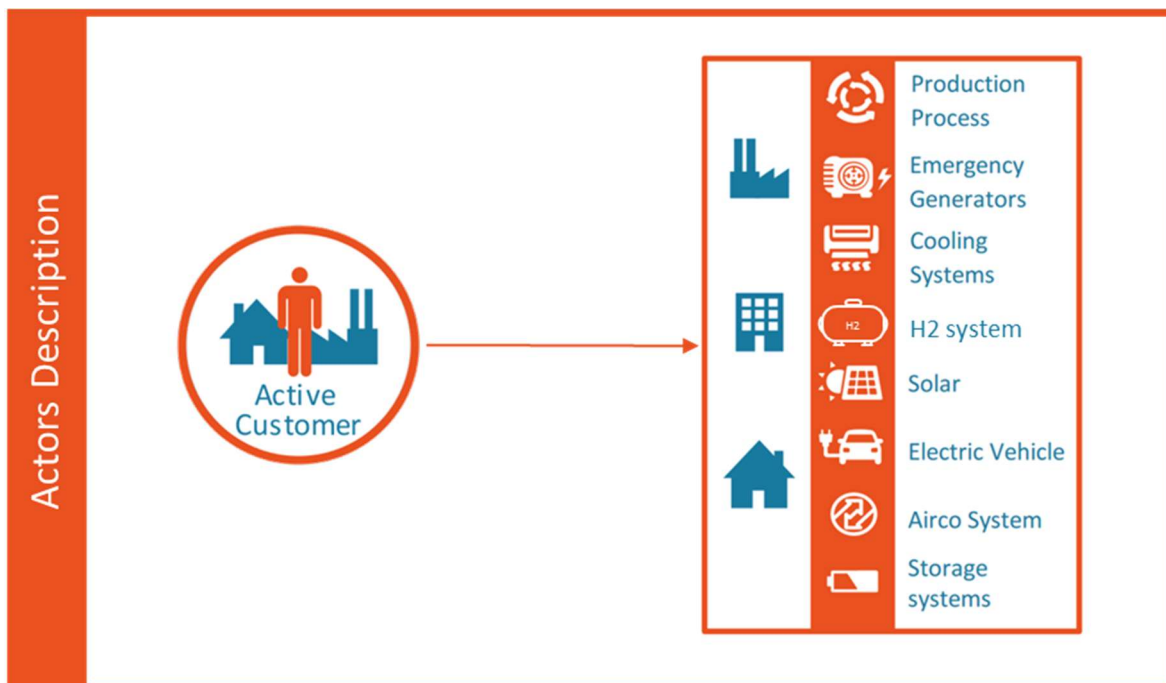 Actors Description
Active
Customer
Production
Process
Emergency
Generators
Cooling
Systems
H2
H2 system
Solar
Electric Vehicle
Airco System
Storage
systems